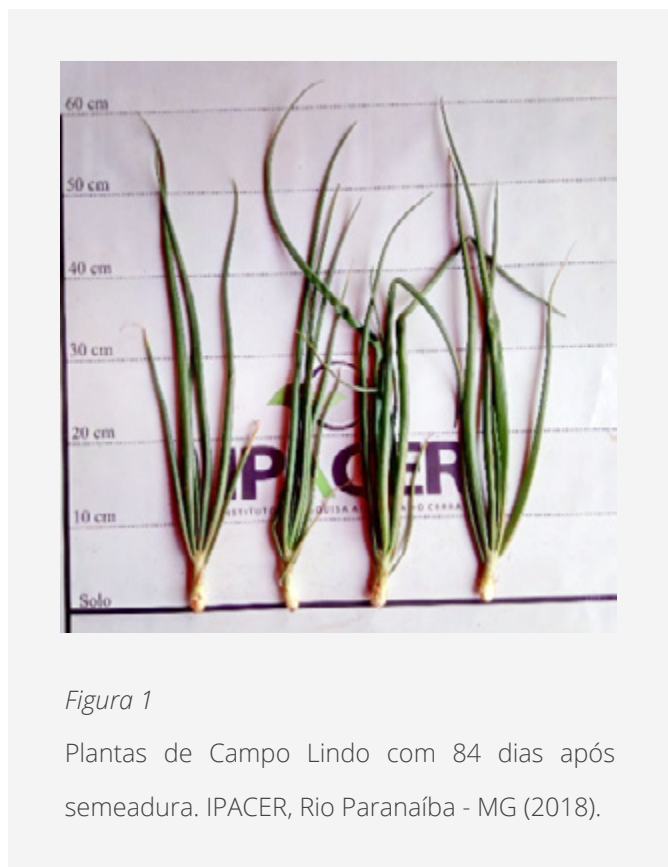 60 cm
50 cm
40 cm
30 cm
20 cm
IPACER
10 cm
Solo
Figura 1
Plantas de Campo Lindo com 84 dias após
semeadura. IPACER, Rio Paranaíba - MG (2018).